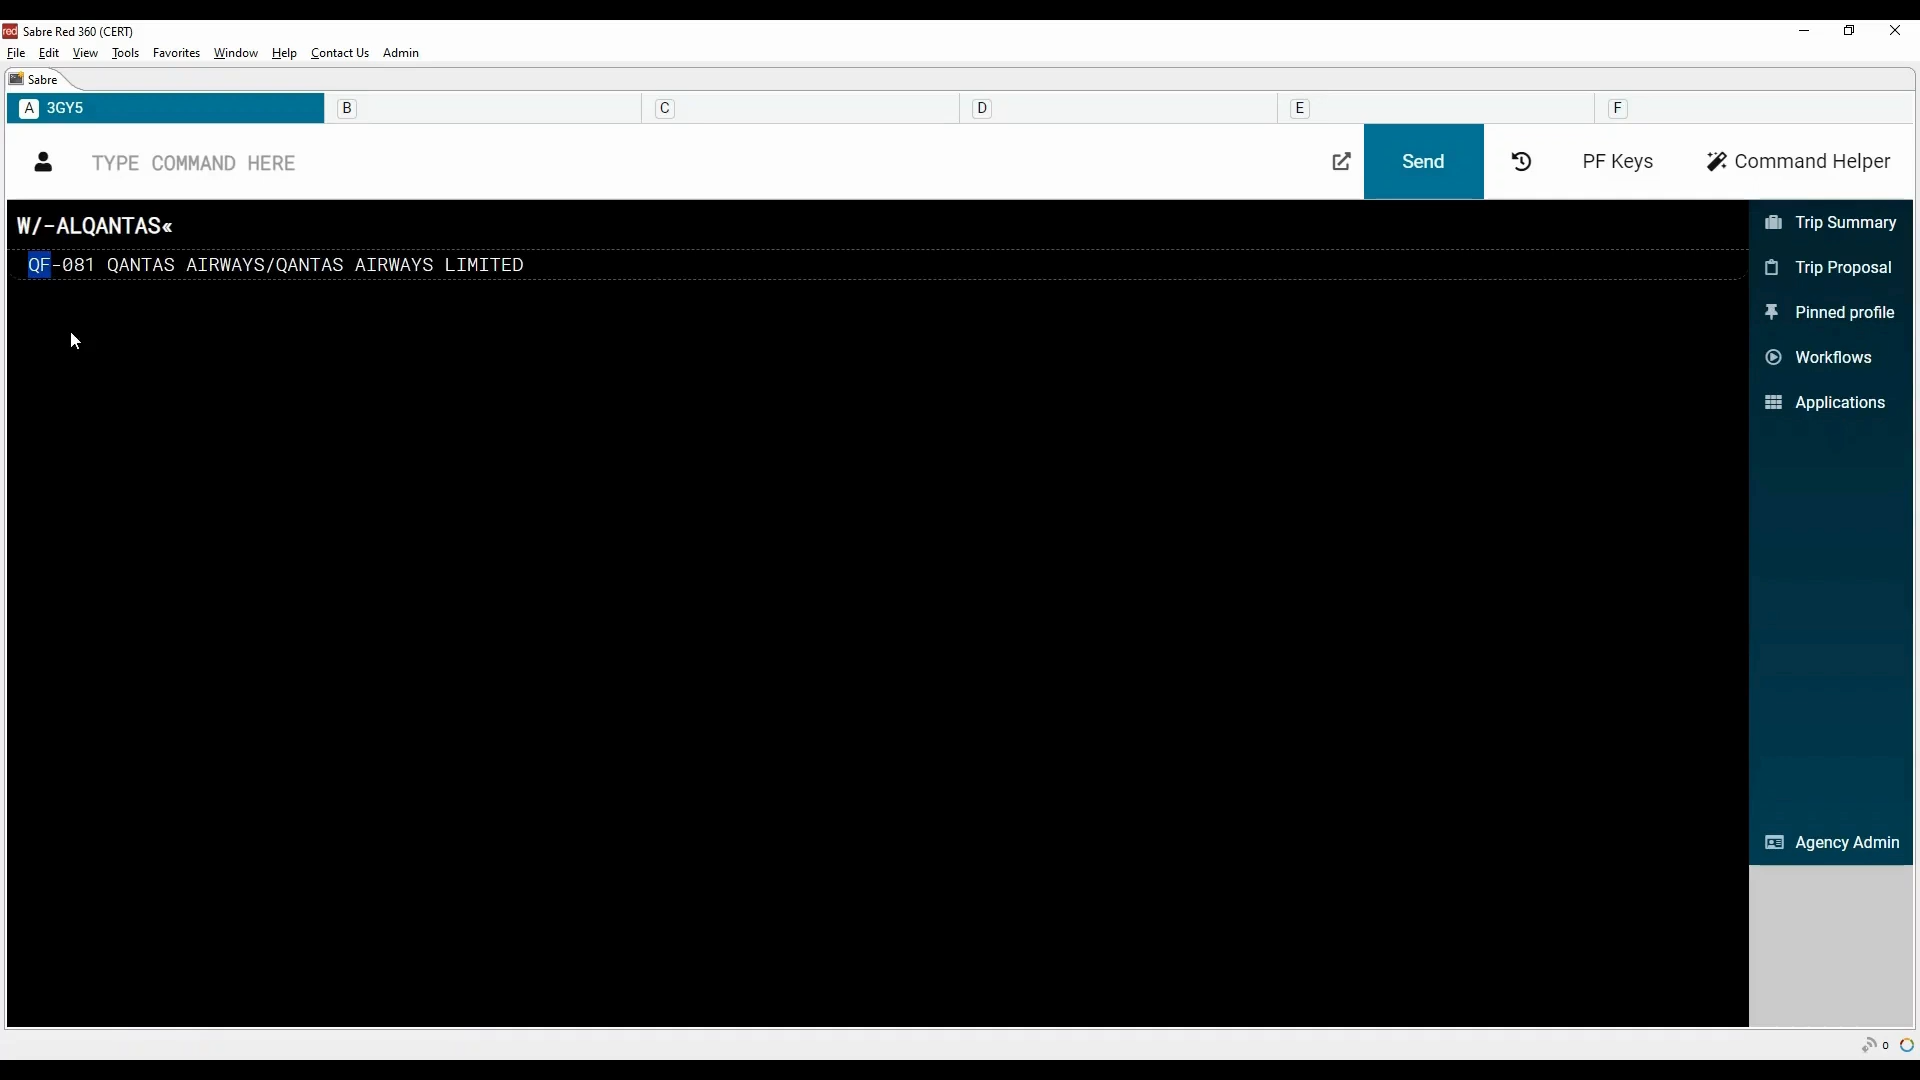 red Sabre Red 360 (CERT)
File Edit View Tools Favorites Window Help Contact Us Admin
Sabre
A 3GY5 B C D E F
TYPE COMMAND HERE Send PF Keys Command Helper
W/-ALQANTAS«
QF-081 QANTAS AIRWAYS/QANTAS AIRWAYS LIMITED
Trip Summary
Trip Proposal
Pinned profile
Workflows
Applications
Agency Admin
0